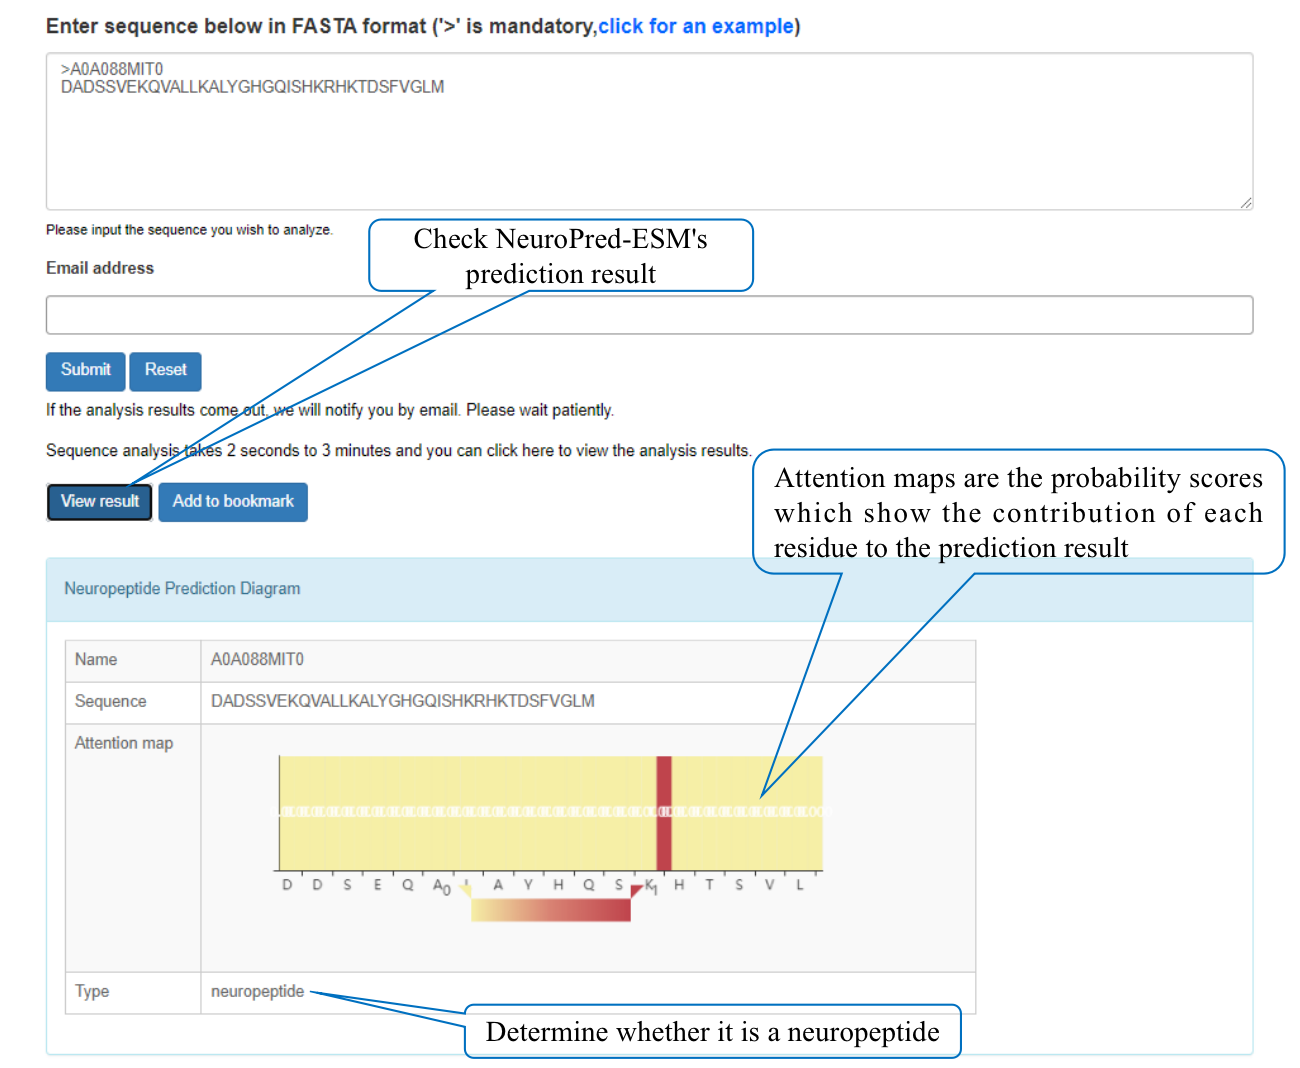 Enter sequence below in FASTA format ('>' is mandatory,click for an example)
>A0A088MIT0
DADSSVEKQVALLKALYGHGQISHKRHKTDSFVGLM
Please input the sequence you wish to analyze.
Check NeuroPred-ESM's
prediction result
Email address
Submit Reset
If the analysis results come out, we will notify you by email. Please wait patiently.
Sequence analysis takes 2 seconds to 3 minutes and you can click here to view the analysis results.
View result Add to bookmark
Attention maps are the probability scores
which show the contribution of each
residue to the prediction result
Neuropeptide Prediction Diagram
Name A0A088MIT0
Sequence DADSSVEKQVALLKALYGHGQISHKRHKTDSFVGLM
Attention map
D D S E Q A L A Y H Q S K H T S V L
0 1
Type neuropeptide
Determine whether it is a neuropeptide